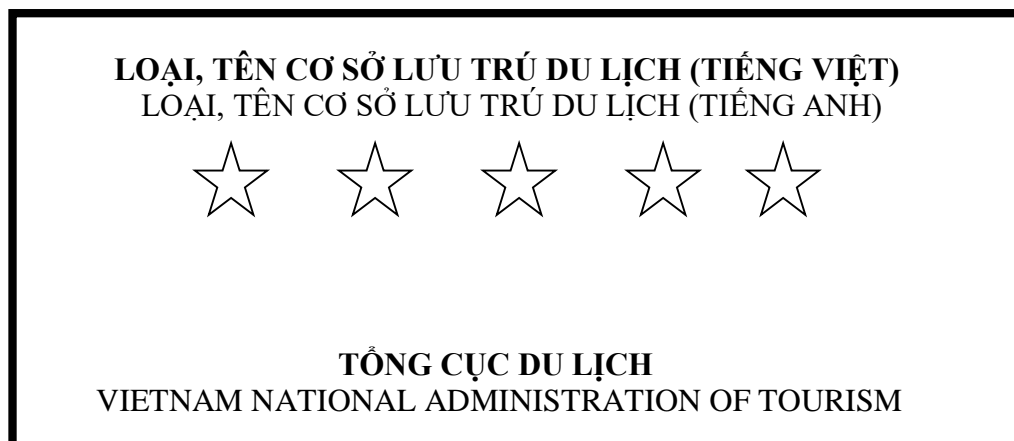 LOẠI, TÊN CƠ SỞ LƯU TRÚ DU LỊCH (TIẾNG VIỆT)
LOẠI, TÊN CƠ SỞ LƯU TRÚ DU LỊCH (TIẾNG ANH)
TỔNG CỤC DU LỊCH
VIETNAM NATIONAL ADMINISTRATION OF TOURISM